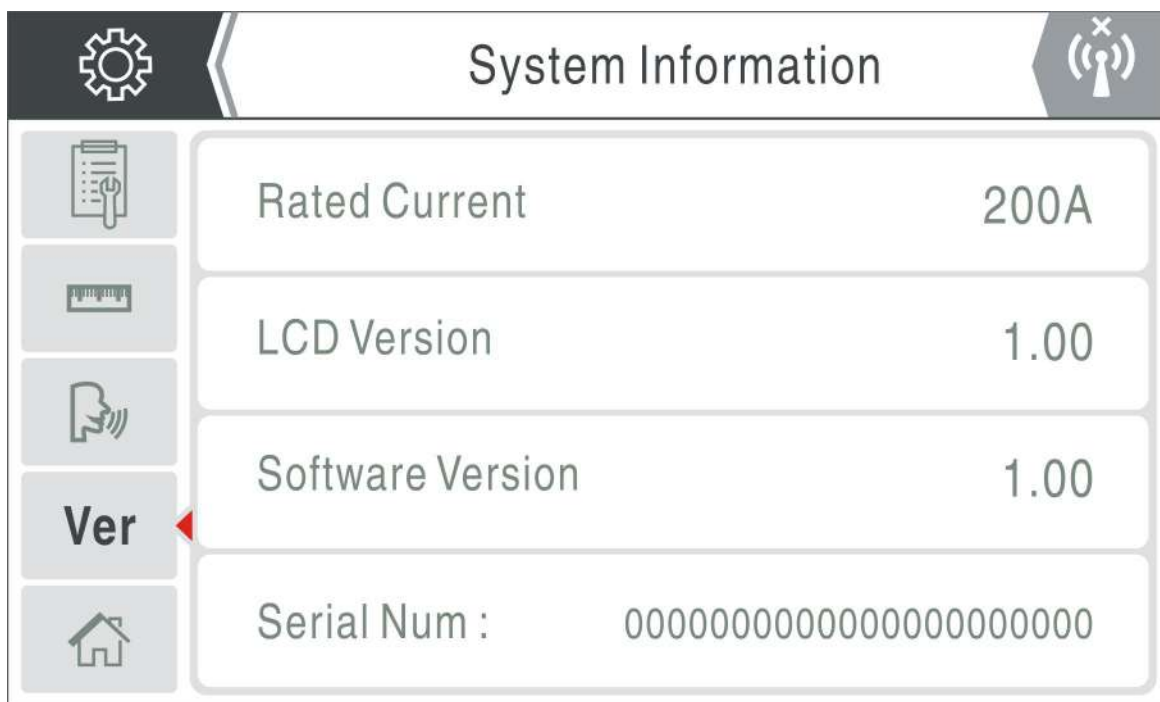 System Information
Rated Current 200A
LCD Version 1.00
Software Version 1.00
Ver
Serial Num : 0000000000000000000000